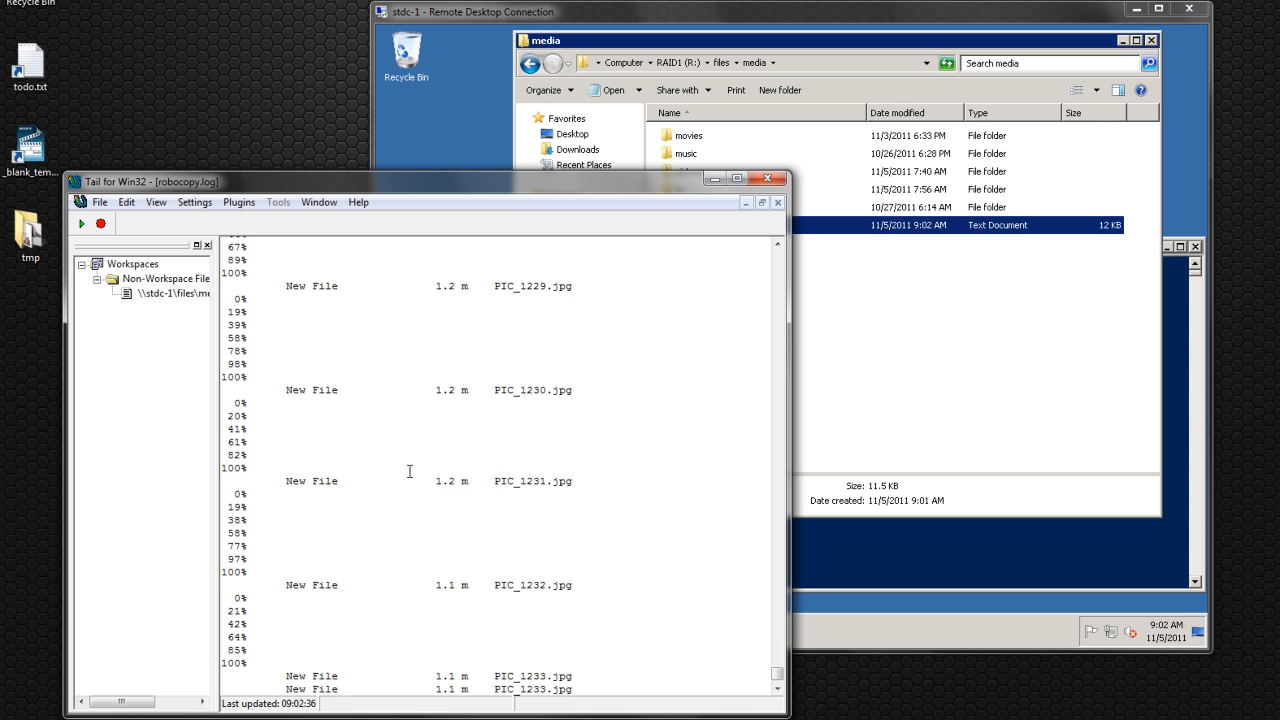 Recycle Bin
todo.txt
_blank_tem...
tmp
stdc-1 - Remote Desktop Connection
Recycle Bin
media
Computer RAID1 (R:) files media
Search media
Organize Open Share with Print New folder
Favorites
Desktop
Downloads
Recent Places
Name Date modified Type Size
movies 11/3/2011 6:33 PM File folder
music 10/26/2011 6:28 PM File folder
11/5/2011 7:40 AM File folder
11/5/2011 7:56 AM File folder
10/27/2011 6:14 AM File folder
11/5/2011 9:02 AM Text Document 12 KB
Size: 11.5 KB
Date created: 11/5/2011 9:01 AM
9:02 AM
11/5/2011
Tail for Win32 - [robocopy.log]
File Edit View Settings Plugins Tools Window Help
Workspaces
Non-Workspace File
\\stdc-1\files\me
67%
89%
100%
New File 1.2 m PIC_1229.jpg
0%
19%
39%
58%
78%
98%
100%
New File 1.2 m PIC_1230.jpg
0%
20%
41%
61%
82%
100%
New File 1.2 m PIC_1231.jpg
0%
19%
38%
58%
77%
97%
100%
New File 1.1 m PIC_1232.jpg
0%
21%
42%
64%
85%
100%
New File 1.1 m PIC_1233.jpg
New File 1.1 m PIC_1233.jpg
Last updated: 09:02:36